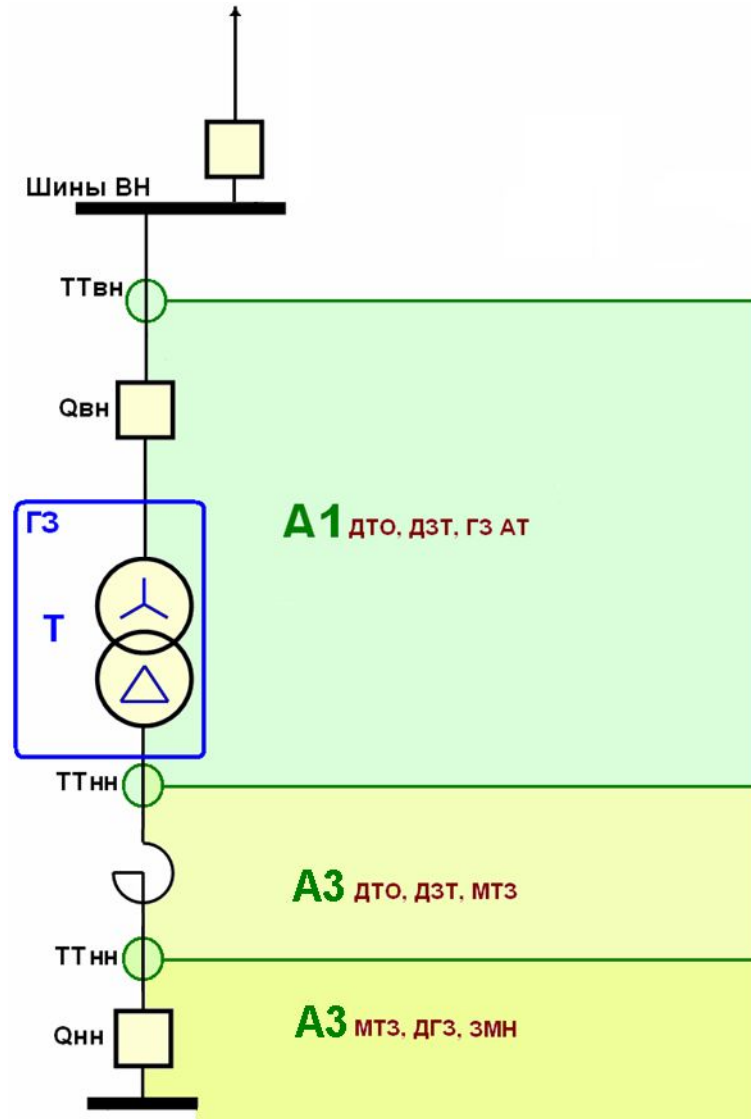 Шины ВН
ТТвн
Qвн
ГЗ
А1 ДТО, ДЗТ, ГЗ АТ
Т
ТТнн
А3 ДТО, ДЗТ, МТЗ
ТТнн
А3 МТЗ, ДГЗ, ЗМН
Qнн